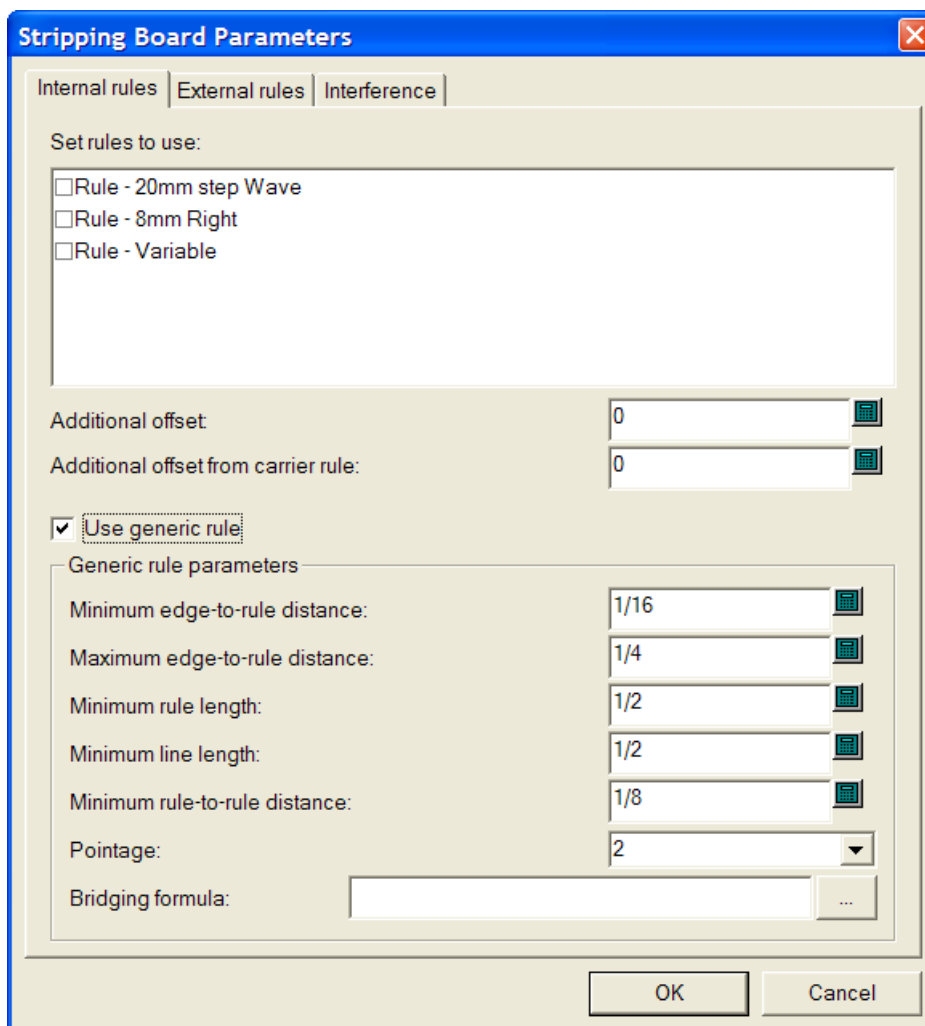 Stripping Board Parameters
Internal rules External rules Interference
Set rules to use:
Rule - 20mm step Wave
Rule - 8mm Right
Rule - Variable
Additional offset: 0
Additional offset from carrier rule: 0
Use generic rule
Generic rule parameters
Minimum edge-to-rule distance: 1/16
Maximum edge-to-rule distance: 1/4
Minimum rule length: 1/2
Minimum line length: 1/2
Minimum rule-to-rule distance: 1/8
Pointage: 2
Bridging formula: ...
OK Cancel